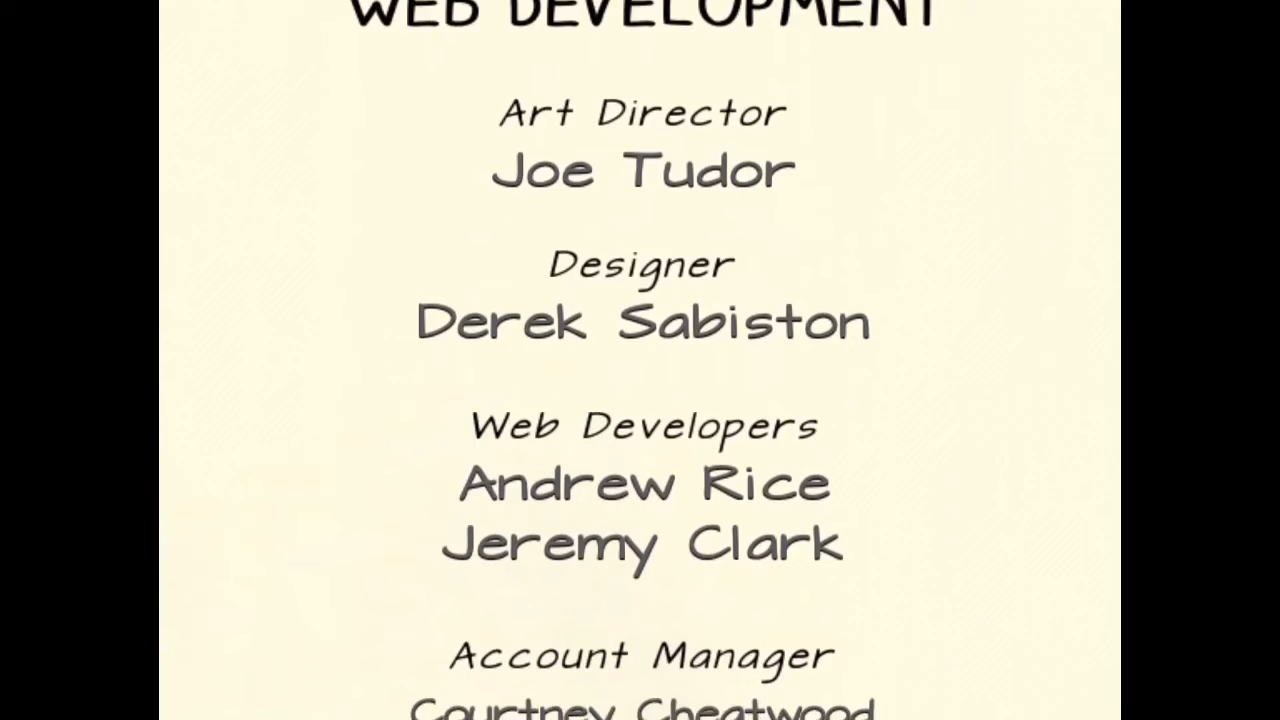 WEB DEVELOPMENT
Art Director
Joe Tudor
Designer
Derek Sabiston
Web Developers
Andrew Rice
Jeremy Clark
Account Manager
Courtney Cheatwood